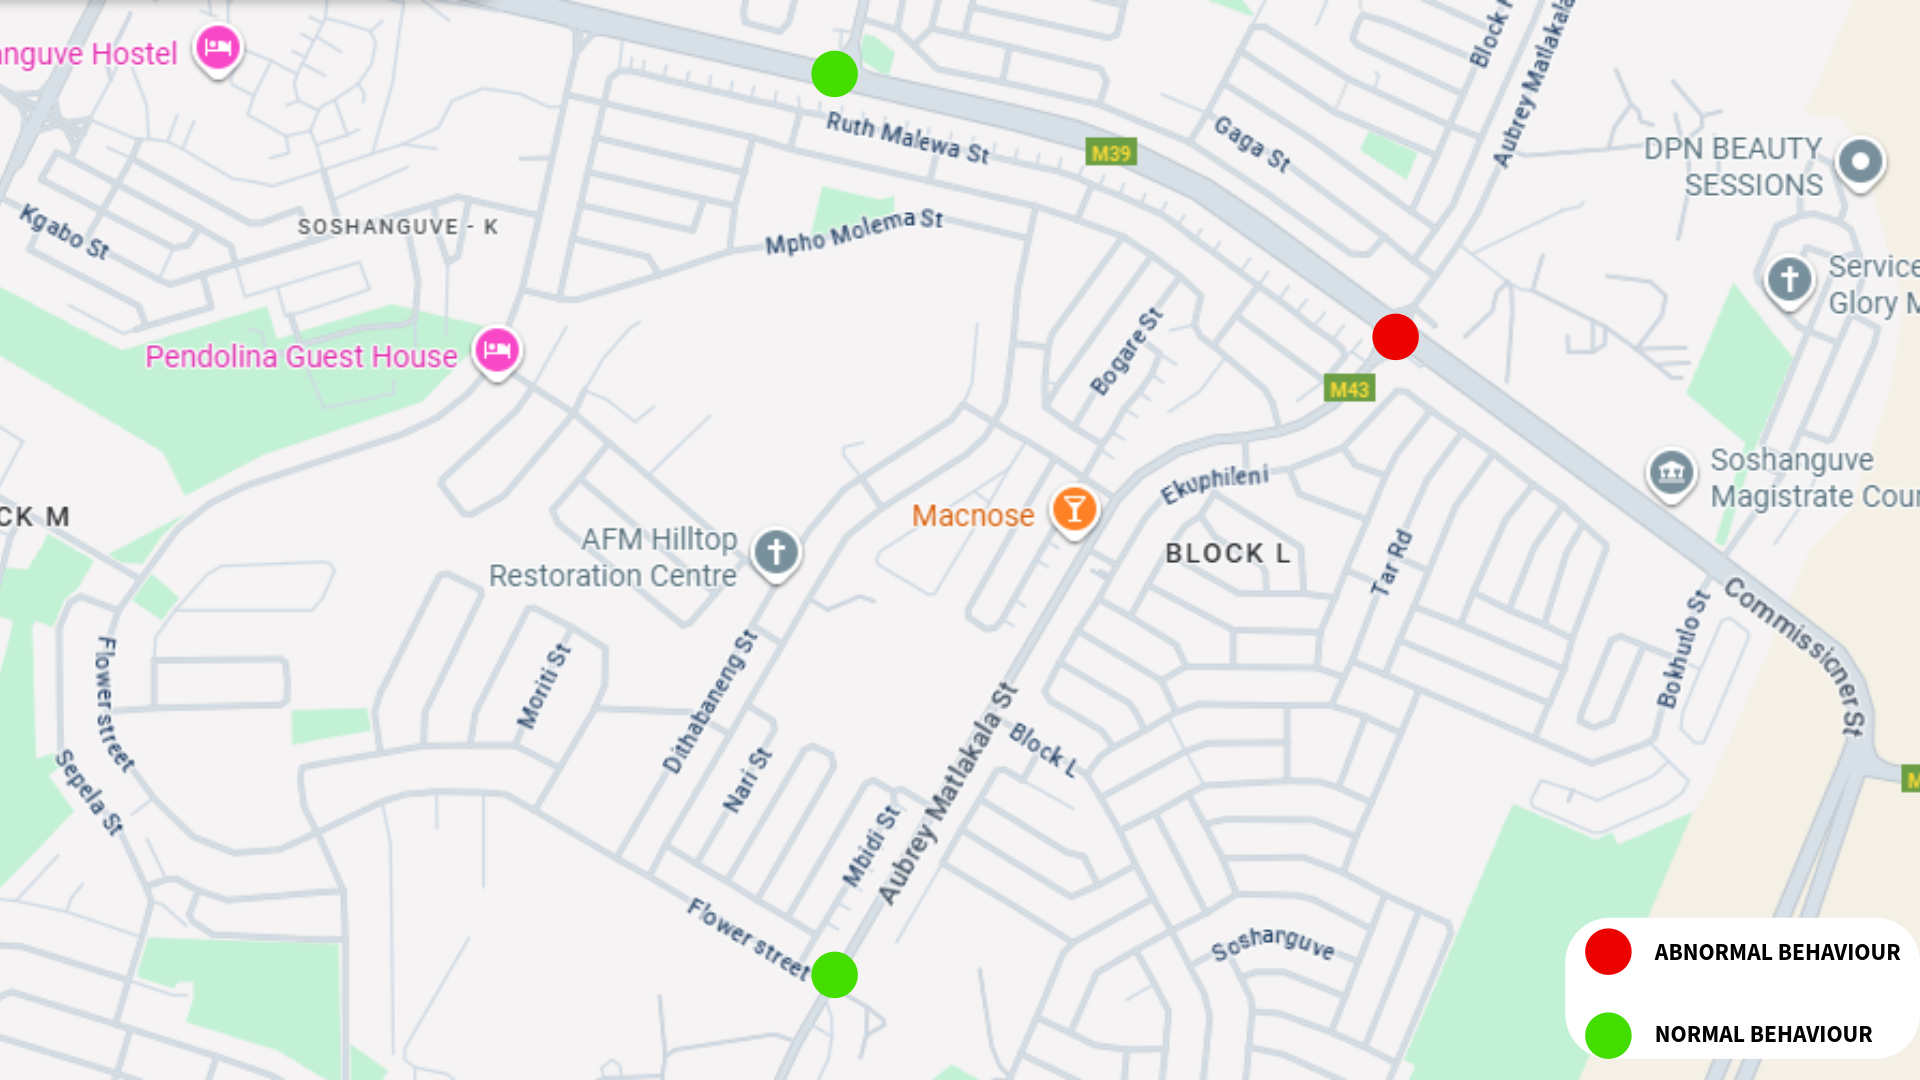 anguve Hostel
Block
Aubrey Matlakala
Ruth Malewa St
M39
Gaga St
DPN BEAUTY
SESSIONS
Kgabo St
SOSHANGUVE - K
Mpho Molema St
Service
Glory M
Pendolina Guest House
Bogare St
M43
Soshanguve
Magistrate Cour
CK M
Macnose
Ekuphileni
AFM Hilltop
Restoration Centre
BLOCK L
Tar Rd
Commissioner St
Bokhutlo St
Flower street
Moriti St
Dithabaneng St
Sepela St
Nari St
Block L
Aubrey Matlakala St
Mbidi St
M
Flower street
Soshanguve
ABNORMAL BEHAVIOUR
NORMAL BEHAVIOUR